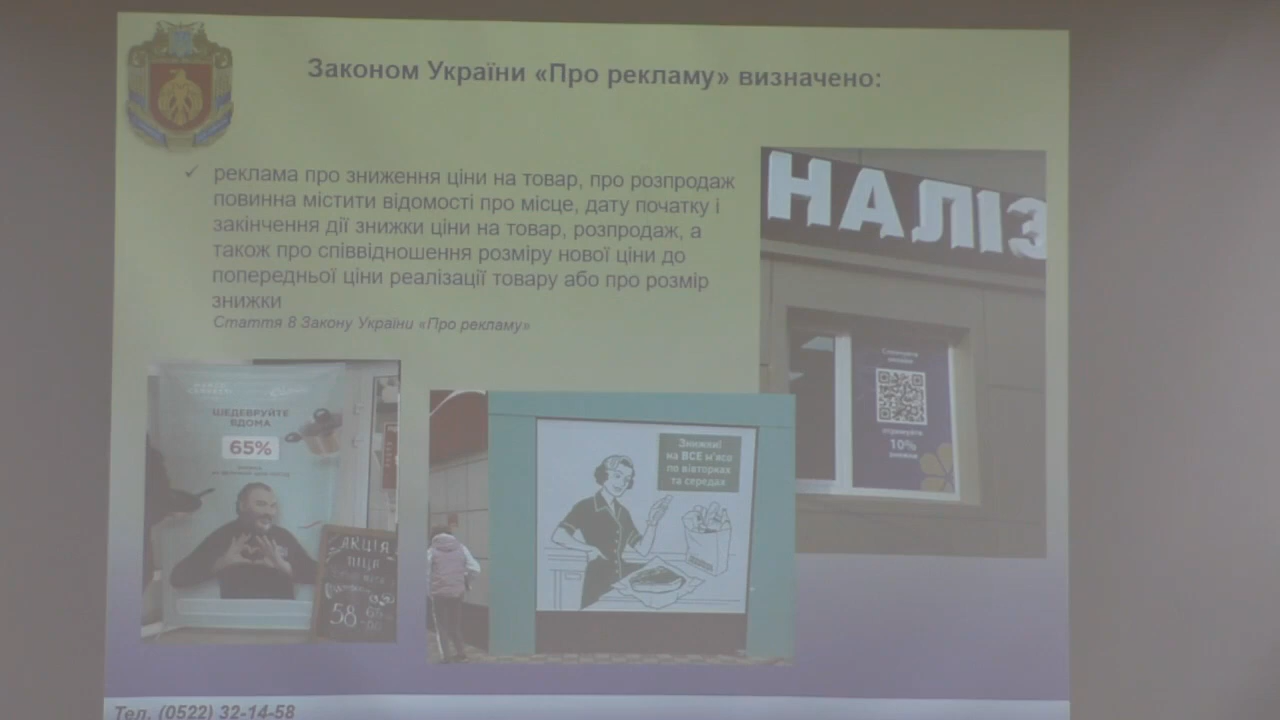 Законом України «Про рекламу» визначено:
✓ реклама про зниження ціни на товар, про розпродаж
повинна містити відомості про місце, дату початку і
закінчення дії знижки ціни на товар, розпродаж, а
також про співвідношення розміру нової ціни до
попередньої ціни реалізації товару або про розмір
знижки
Стаття 8 Закону України «Про рекламу»
НАЛІЗ
отримуйте
10%
знижки
ШЕДЕВРУЙТЕ
ВДОМА
65%
АКЦІЯ
ПІЦА
58
Знижки!
на ВСЕ м'ясо
по вівторках
та середах
Тел. (0522) 32-14-58